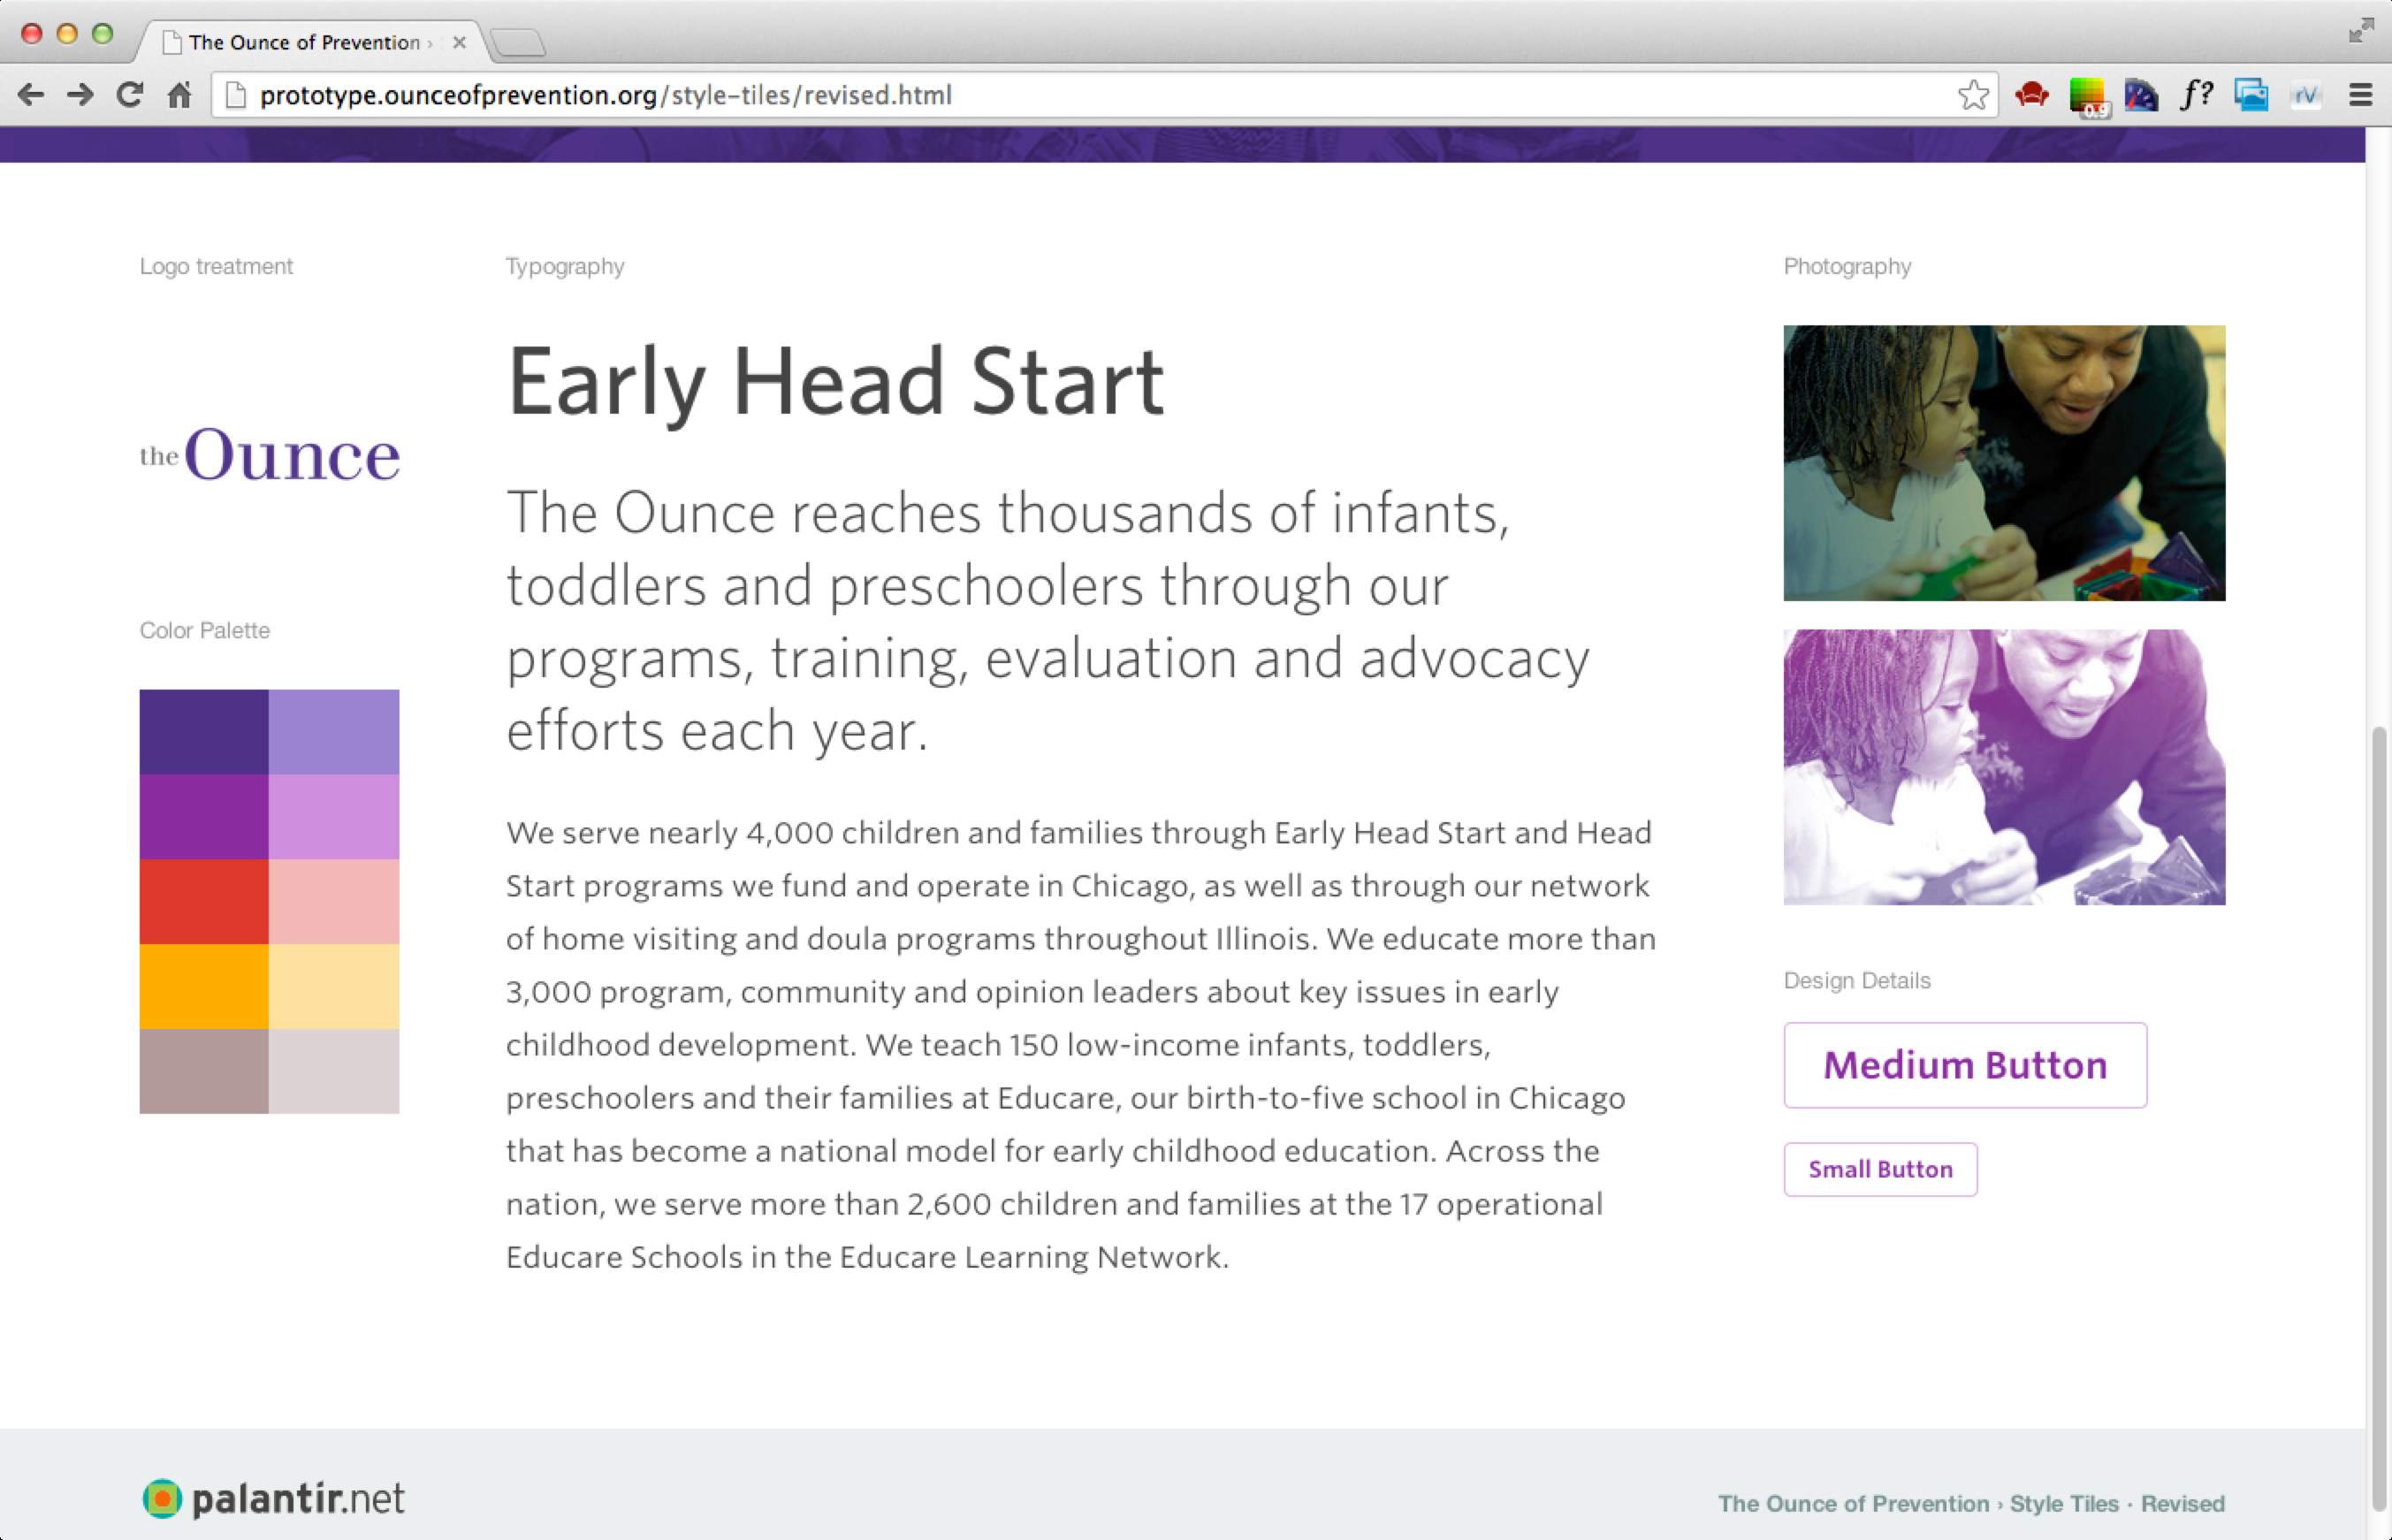 The Ounce of Prevention ›
prototype.ounceofprevention.org/style-tiles/revised.html
0.9
f?
rV
Logo treatment
the Ounce
Color Palette
Typography
Early Head Start
The Ounce reaches thousands of infants,
toddlers and preschoolers through our
programs, training, evaluation and advocacy
efforts each year.
We serve nearly 4,000 children and families through Early Head Start and Head
Start programs we fund and operate in Chicago, as well as through our network
of home visiting and doula programs throughout Illinois. We educate more than
3,000 program, community and opinion leaders about key issues in early
childhood development. We teach 150 low-income infants, toddlers,
preschoolers and their families at Educare, our birth-to-five school in Chicago
that has become a national model for early childhood education. Across the
nation, we serve more than 2,600 children and families at the 17 operational
Educare Schools in the Educare Learning Network.
Photography
Design Details
Medium Button
Small Button
palantir.net
The Ounce of Prevention › Style Tiles · Revised